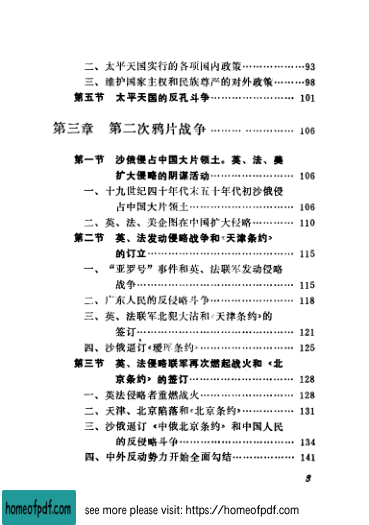 二、太平天国实行的各项国内政策………………93
三、维护国家主权和民族尊严的对外政策………98
第五节 太平天国的反孔斗争…………………… 101
第三章 第二次鸦片战争………………… 106
第一节 沙俄侵占中国大片领土。英、法、美
扩大侵略的阴谋活动…………………… 106
一、十九世纪四十年代末五十年代初沙俄侵
占中国大片领土………………………… 106
二、英、法、美企图在中国扩大侵略………… 110
第二节 英、法发动侵略战争和《天津条约》
的订立…………………………………… 115
一、“亚罗号”事件和英、法联军发动侵略
战争……………………………………… 115
二、广东人民的反侵略斗争…………………… 118
三、英、法联军北犯大沽和《天津条约》的
签订……………………………………… 121
四、沙俄逼订《瑷珲条约》…………………… 125
第三节 英、法侵略联军再次燃起战火和《北
京条约》的签订………………………… 128
一、英法侵略者重燃战火……………………… 128
二、天津、北京陷落和《北京条约》………… 131
三、沙俄逼订《中俄北京条约》和中国人民
的反侵略斗争…………………………… 134
四、中外反动势力开始全面勾结……………… 141
3
homeofpdf.com
see more please visit: https://homeofpdf.com